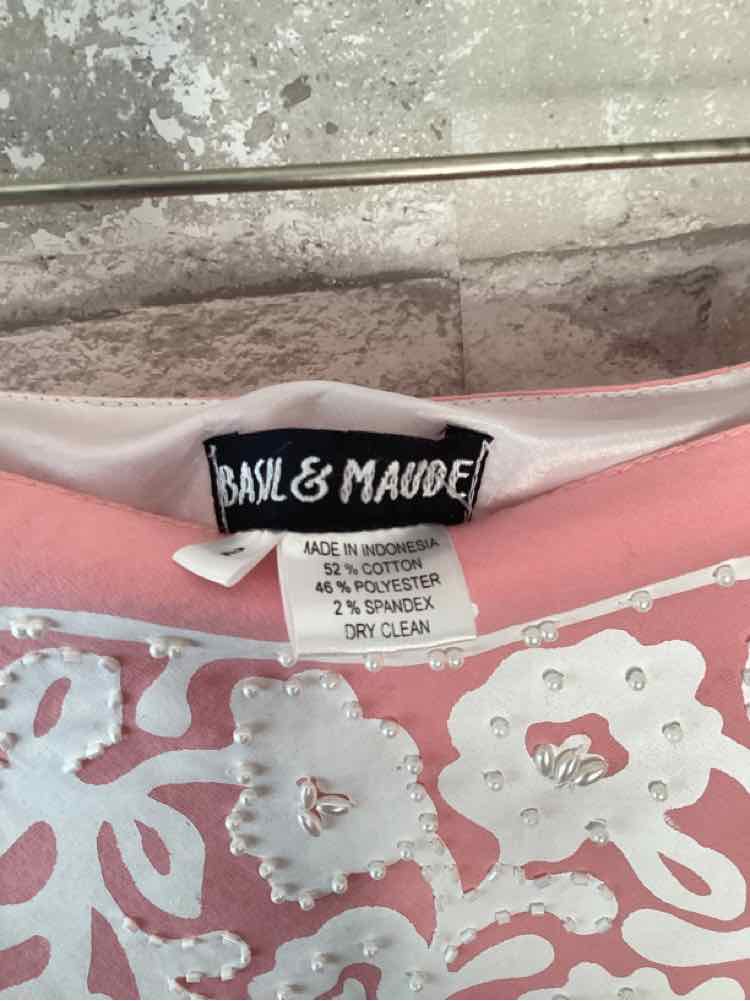 BASIL & MAUDE
MADE IN INDONESIA
52 % COTTON
46 % POLYESTER
2 % SPANDEX
DRY CLEAN